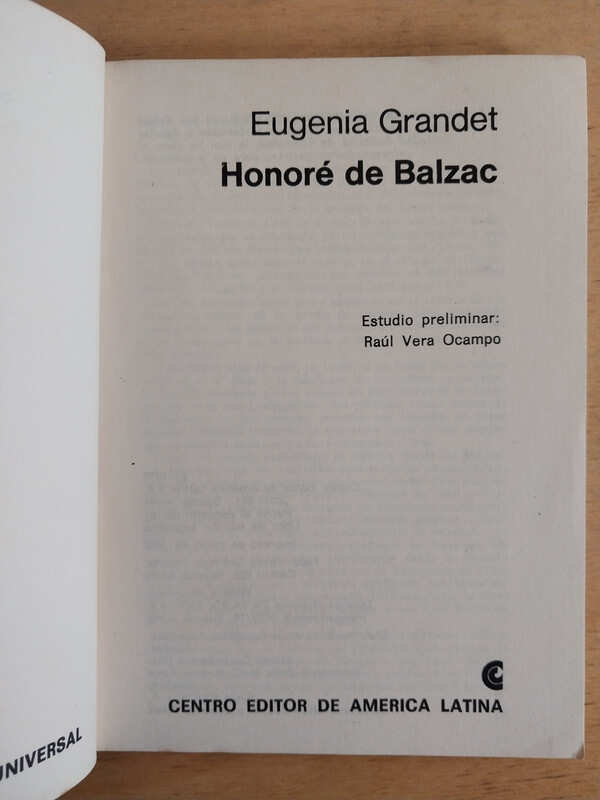 Eugenia Grandet
Honoré de Balzac
Estudio preliminar:
Raúl Vera Ocampo
CENTRO EDITOR DE AMERICA LATINA
UNIVERSAL